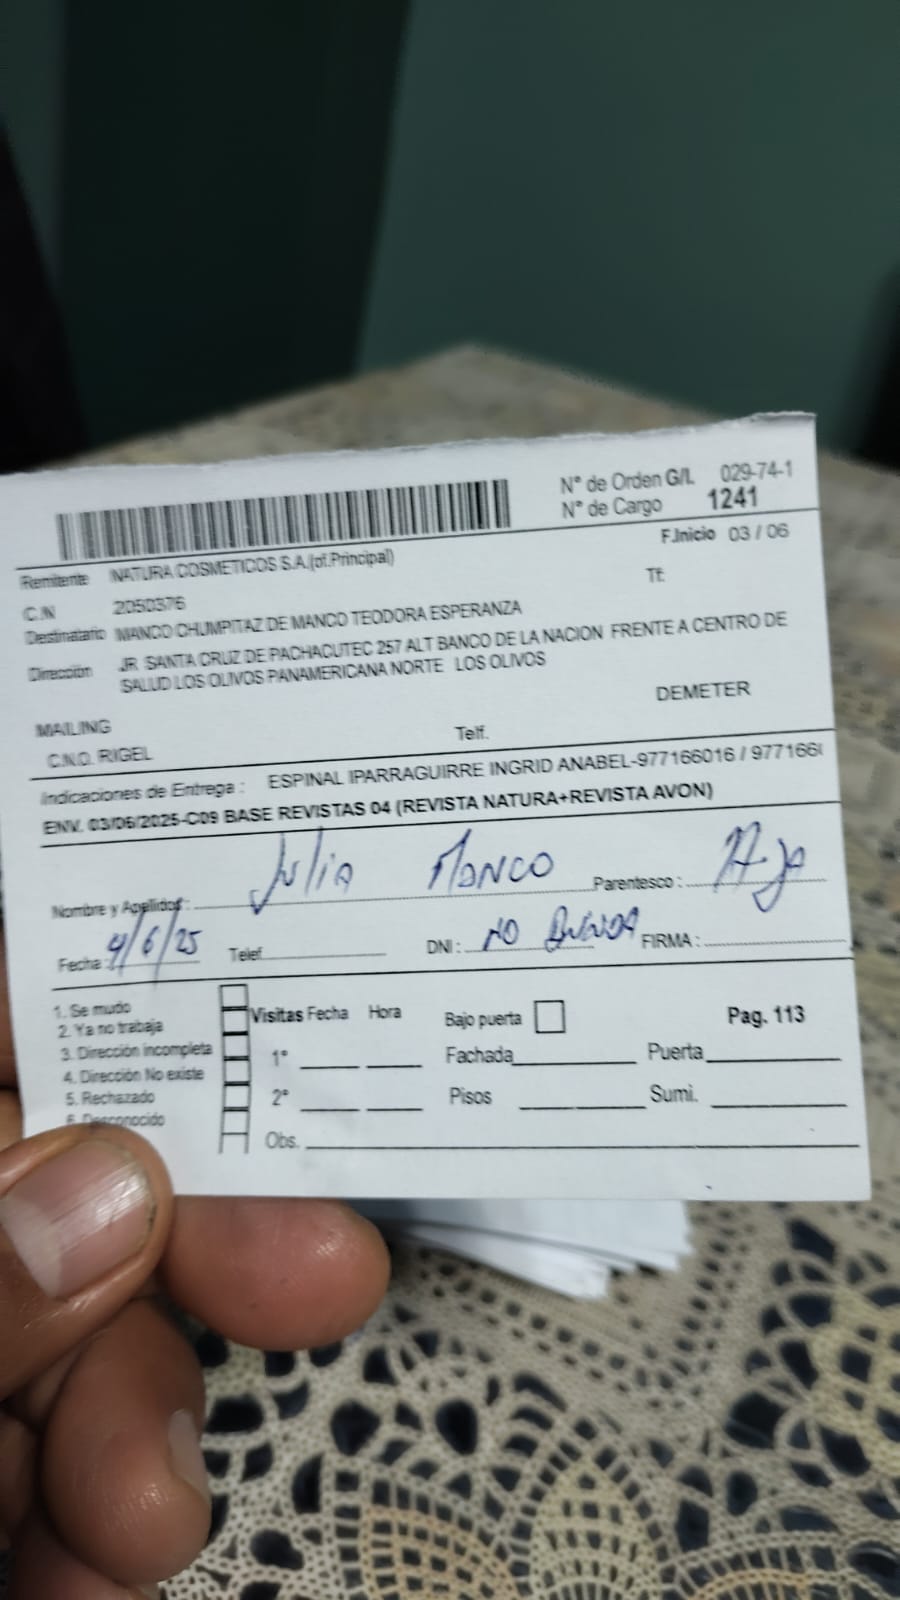 N° de Orden G/L 029-74-1
N° de Cargo 1241
F.Inicio 03 / 06
Remitente NATURA COSMETICOS S.A.(of.Principal)
Tf:
C.N 2050376
Destinatario MANCO CHUMPITAZ DE MANCO TEODORA ESPERANZA
Dirección JR SANTA CRUZ DE PACHACUTEC 257 ALT BANCO DE LA NACION FRENTE A CENTRO DE
SALUD LOS OLIVOS PANAMERICANA NORTE LOS OLIVOS
DEMETER
MAILING
C.N.O. RIGEL Telf.
Indicaciones de Entrega : ESPINAL IPARRAGUIRRE INGRID ANABEL-977166016 / 977166
ENV. 03/06/2025-C09 BASE REVISTAS 04 (REVISTA NATURA+REVISTA AVON)
Nombre y Apellidos : Julia Manco Parentesco :
Fecha : 4/6/25 Telef DNI : NO FIRMA :
1. Se mudo
2. Ya no trabaja
3. Dirección incompleta
4. Dirección No existe
5. Rechazado
6. Desconocido
Visitas Fecha Hora Bajo puerta Pag. 113
1° Fachada Puerta
2° Pisos Sumi.
Obs.